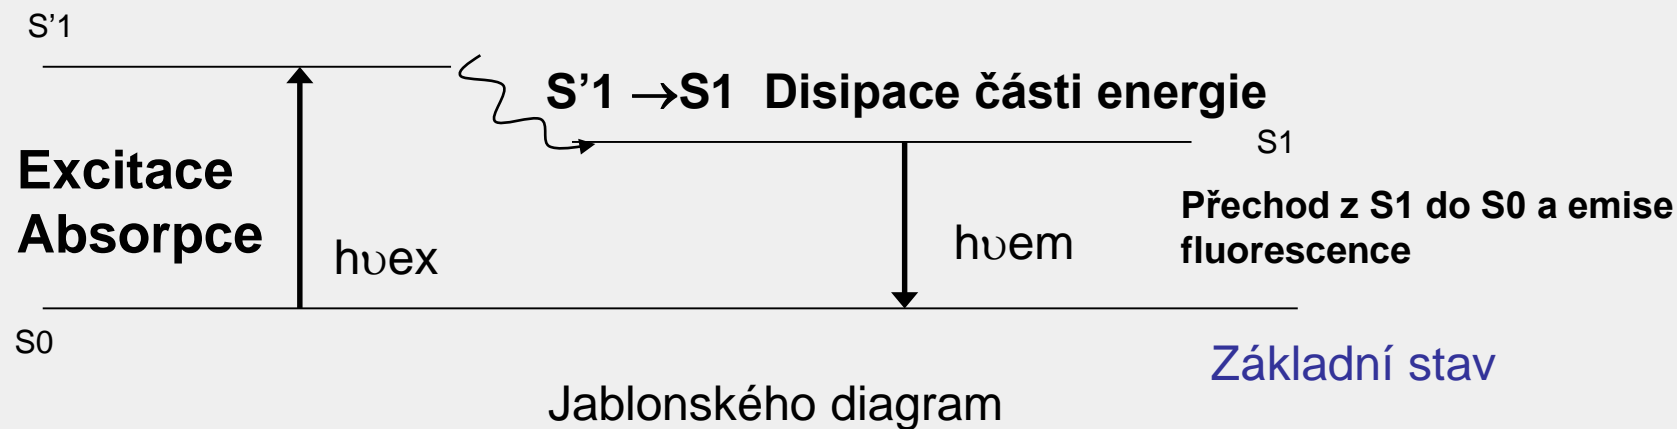 S’1
S’1 →S1 Disipace části energie
S1
Excitace
Absorpce
hυex
hυem
Přechod z S1 do S0 a emise
fluorescence
S0
Základní stav
Jablonského diagram